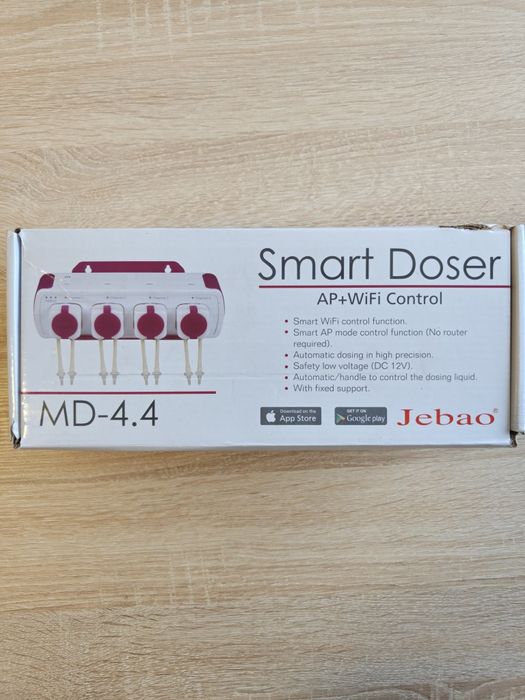 Smart Doser
AP+WiFi Control
• Smart WiFi control function.
• Smart AP mode control function (No router
required).
• Automatic dosing in high precision.
• Safety low voltage (DC 12V).
• Automatic/handle to control the dosing liquid.
• With fixed support.
MD-4.4
Download on the
App Store
GET IT ON
Google play
Jebao®